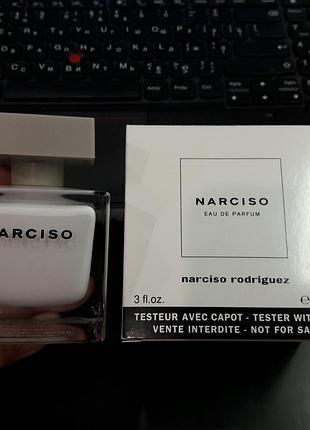 NARCISO
EAU DE PARFUM
ARCISO
narciso rodriguez
3 fl.oz.
TESTEUR AVEC CAPOT - TESTER WIT
VENTE INTERDITE - NOT FOR SA